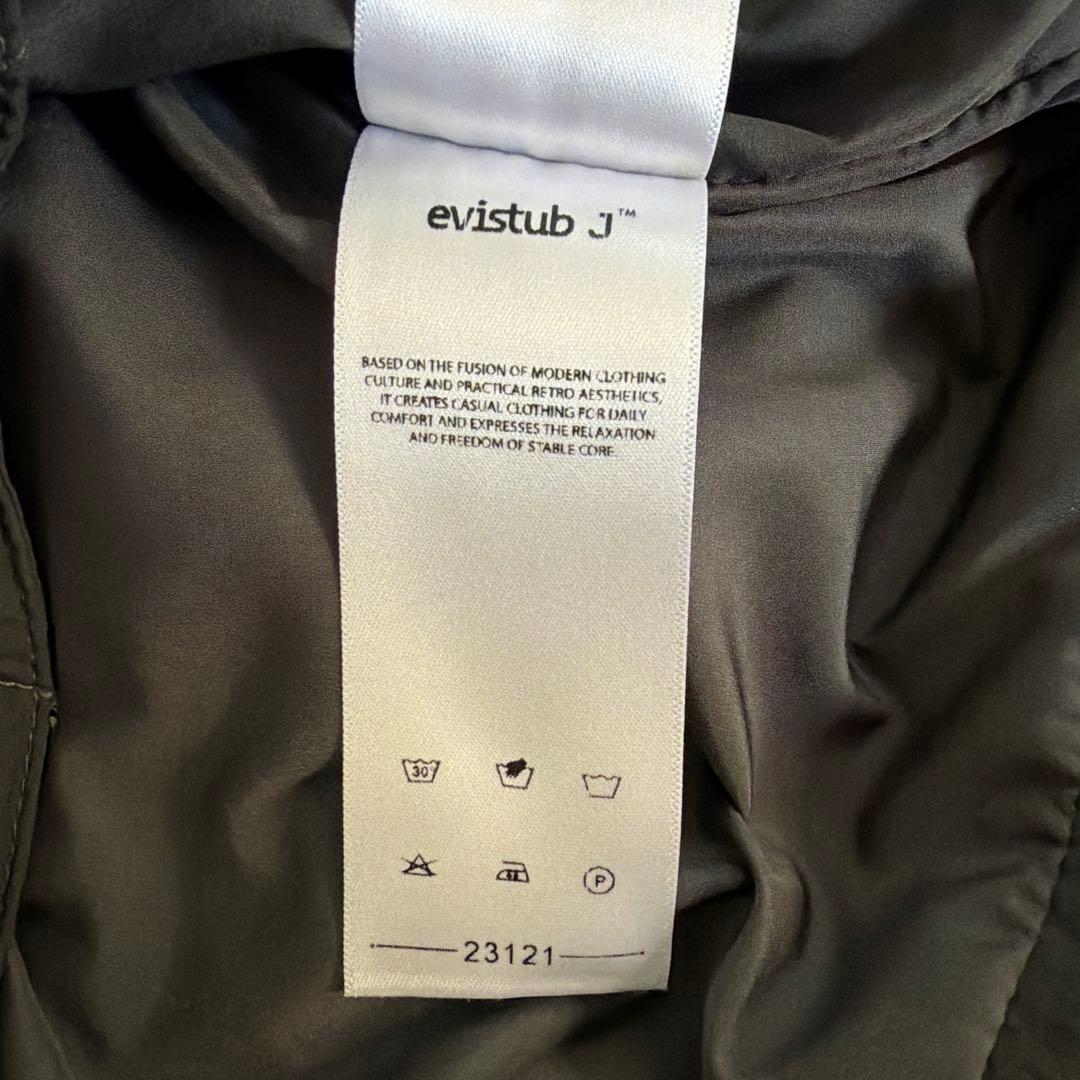 evistub J™
BASED ON THE FUSION OF MODERN CLOTHING
CULTURE AND PRACTICAL RETRO AESTHETICS,
IT CREATES CASUAL CLOTHING FOR DAILY
COMFORT AND EXPRESSES THE RELAXATION
AND FREEDOM OF STABLE CORE.
30°
P
23121